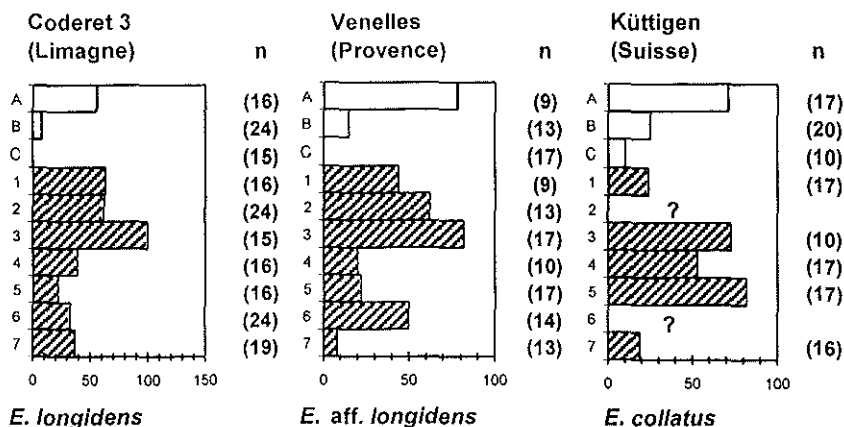 Coderet 3
(Limagne) n
A (16)
B (24)
C (15)
1 (16)
2 (24)
3 (15)
4 (16)
5 (16)
6 (24)
7 (19)
0 50 100 150
E. longidens
Venelles
(Provence) n
A (9)
B (13)
C (17)
1 (9)
2 (13)
3 (17)
4 (10)
5 (17)
6 (14)
7 (13)
0 50 100
E. aff. longidens
Küttigen
(Suisse) n
A (17)
B (20)
C (10)
1 (17)
2 ?
3 (10)
4 (17)
5 (17)
6 ?
7 (16)
0 50 100
E. collatus